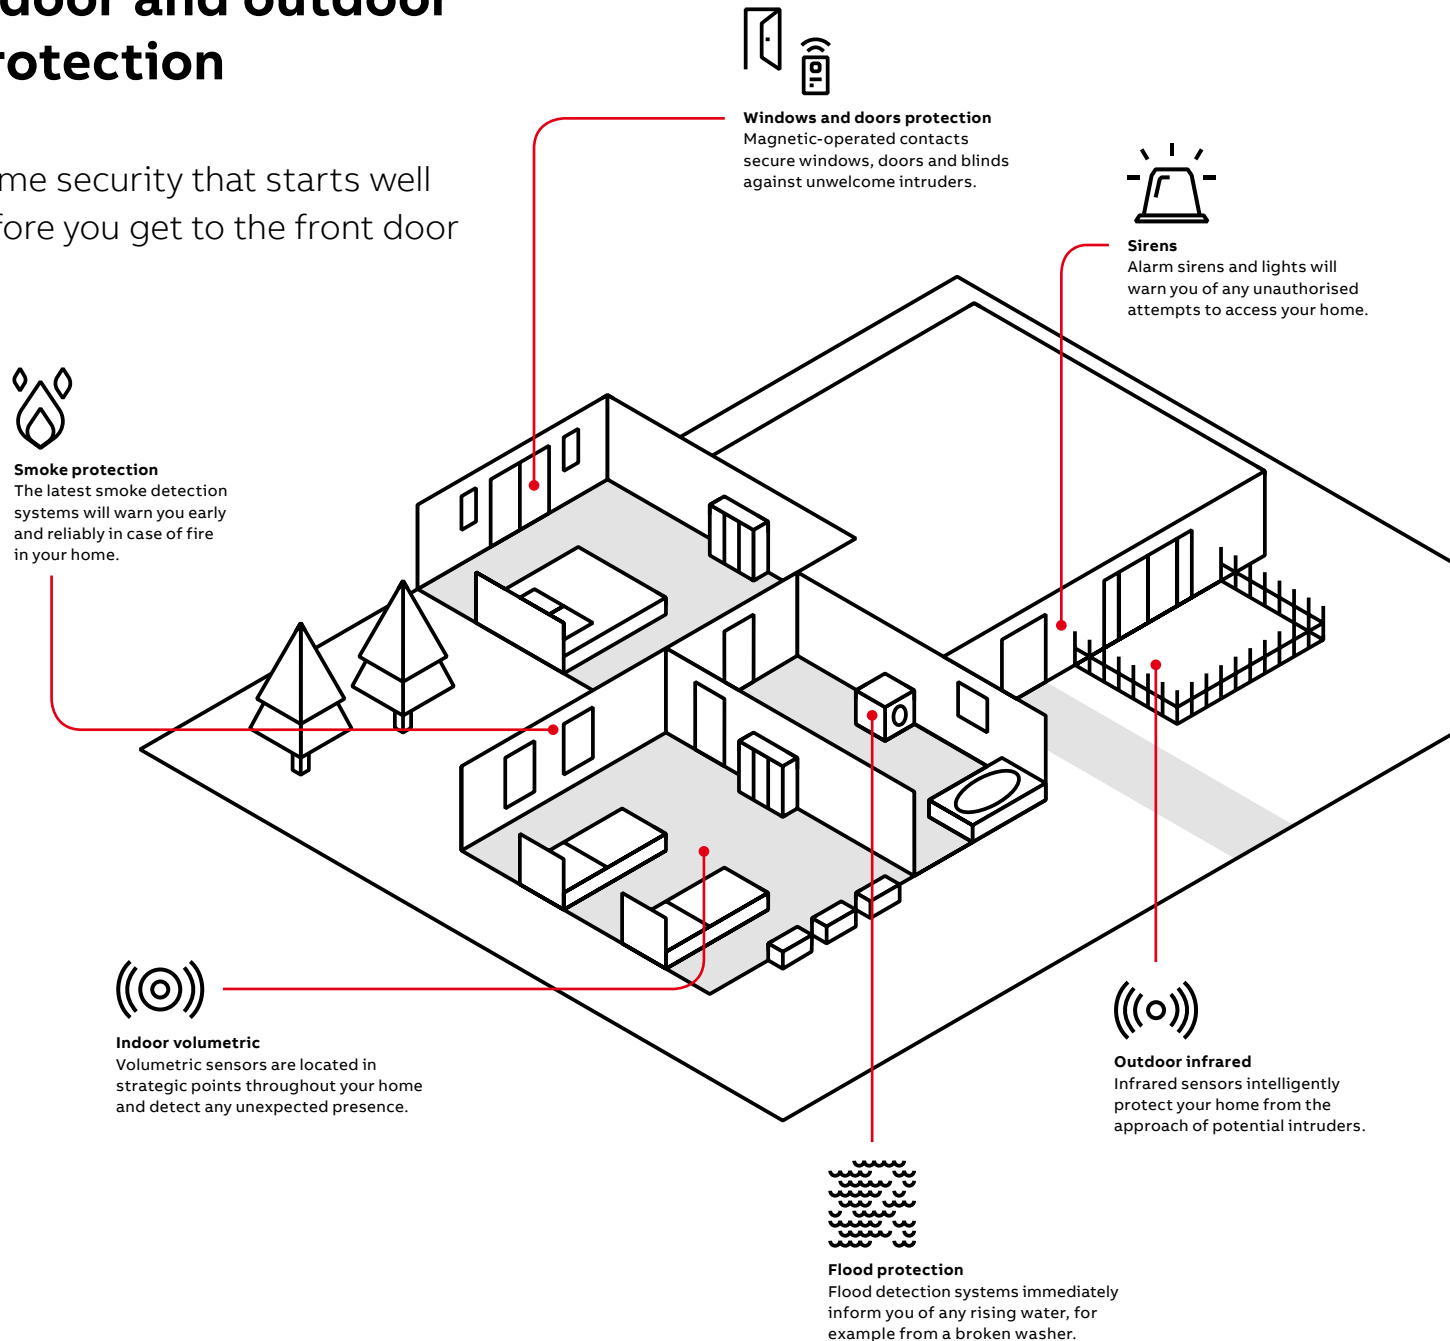 door and outdoor
rotection
me security that starts well
fore you get to the front door
Windows and doors protection
Magnetic-operated contacts
secure windows, doors and blinds
against unwelcome intruders.
Sirens
Alarm sirens and lights will
warn you of any unauthorised
attempts to access your home.
Smoke protection
The latest smoke detection
systems will warn you early
and reliably in case of fire
in your home.
Indoor volumetric
Volumetric sensors are located in
strategic points throughout your home
and detect any unexpected presence.
Outdoor infrared
Infrared sensors intelligently
protect your home from the
approach of potential intruders.
Flood protection
Flood detection systems immediately
inform you of any rising water, for
example from a broken washer.